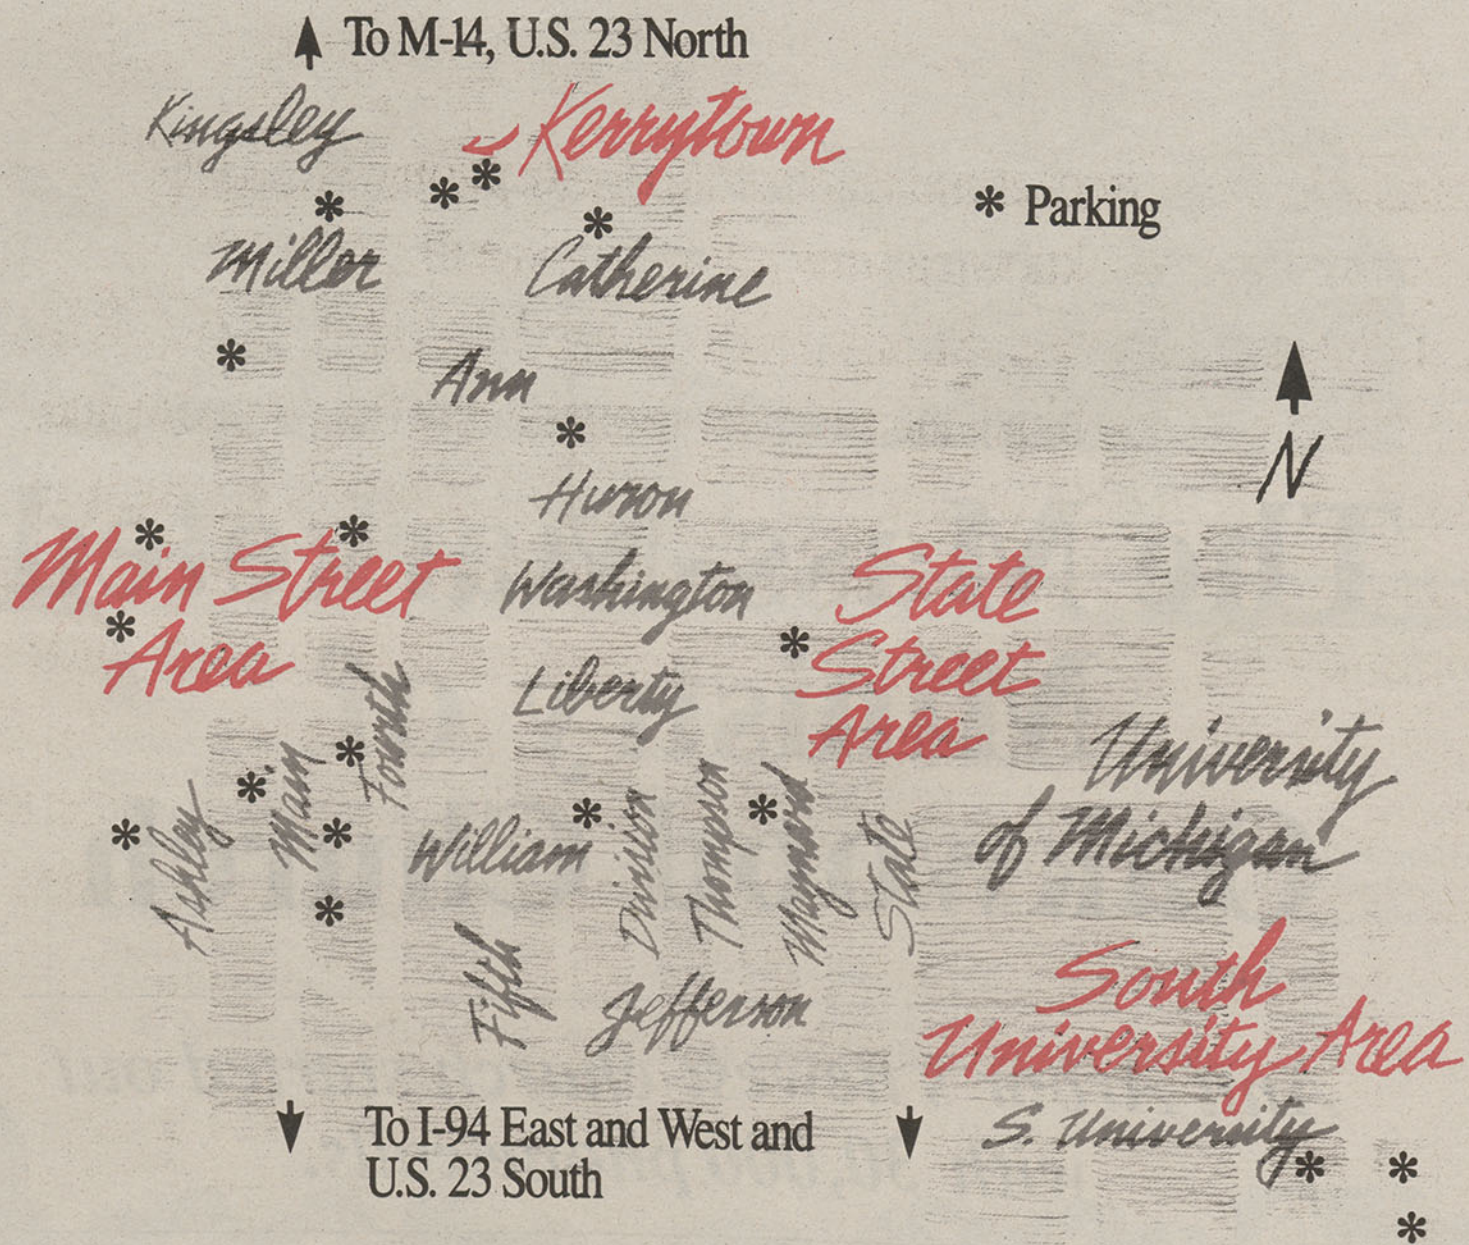 To M-14, U.S. 23 North
Kingsley
Kerrytown
* Parking
Miller
Catherine
Ann
N
Huron
Main Street
Area
Washington
State
Street
Area
Liberty
Fourth
Main
Ashley
University
of Michigan
William
Division
Thompson
Maynard
State
Fifth
Jefferson
South
University Area
S. University
To I-94 East and West and
U.S. 23 South